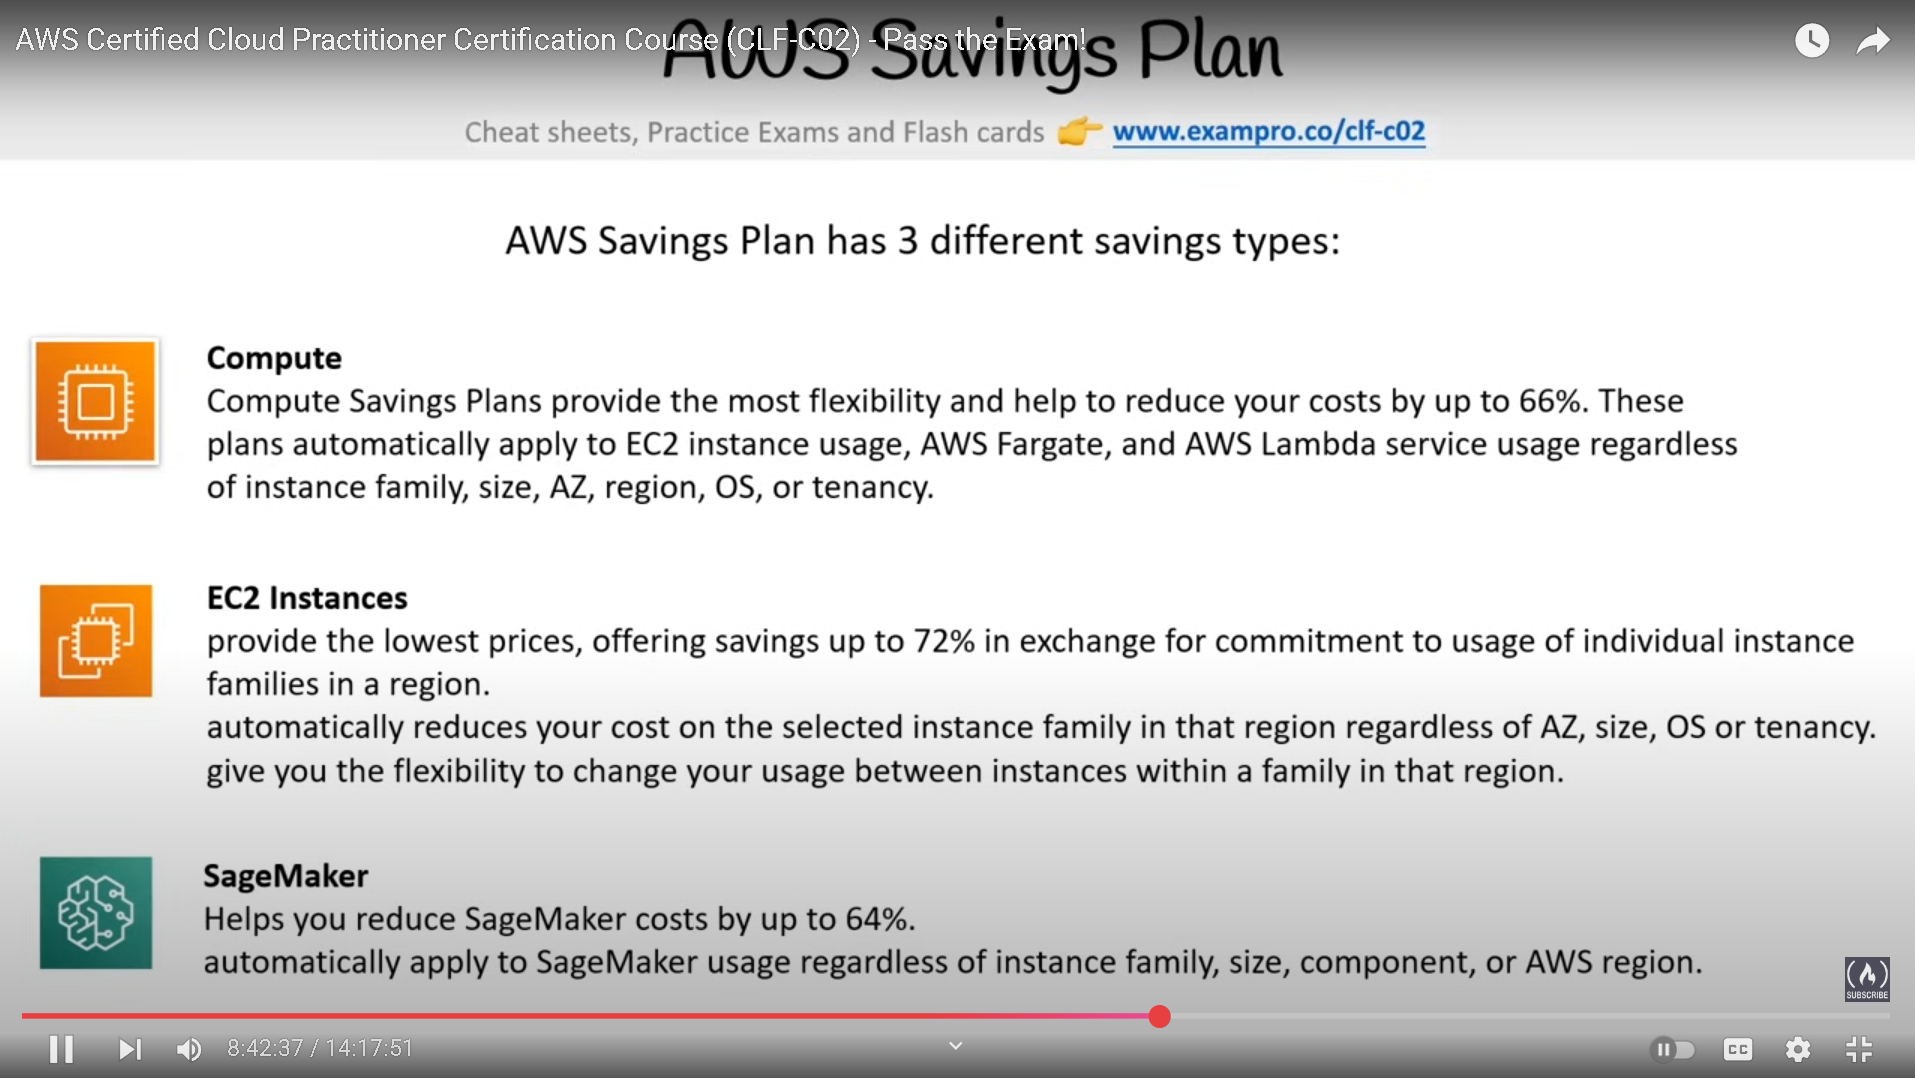 AWS Certified Cloud Practitioner Certification Course (CLF-C02) - Pass the Exam!
AWS Savings Plan
Cheat sheets, Practice Exams and Flash cards 👉 www.exampro.co/clf-c02
AWS Savings Plan has 3 different savings types:
Compute
Compute Savings Plans provide the most flexibility and help to reduce your costs by up to 66%. These
plans automatically apply to EC2 instance usage, AWS Fargate, and AWS Lambda service usage regardless
of instance family, size, AZ, region, OS, or tenancy.
EC2 Instances
provide the lowest prices, offering savings up to 72% in exchange for commitment to usage of individual instance
families in a region.
automatically reduces your cost on the selected instance family in that region regardless of AZ, size, OS or tenancy.
give you the flexibility to change your usage between instances within a family in that region.
SageMaker
Helps you reduce SageMaker costs by up to 64%.
automatically apply to SageMaker usage regardless of instance family, size, component, or AWS region.
SUBSCRIBE
8:42:37 / 14:17:51
CC